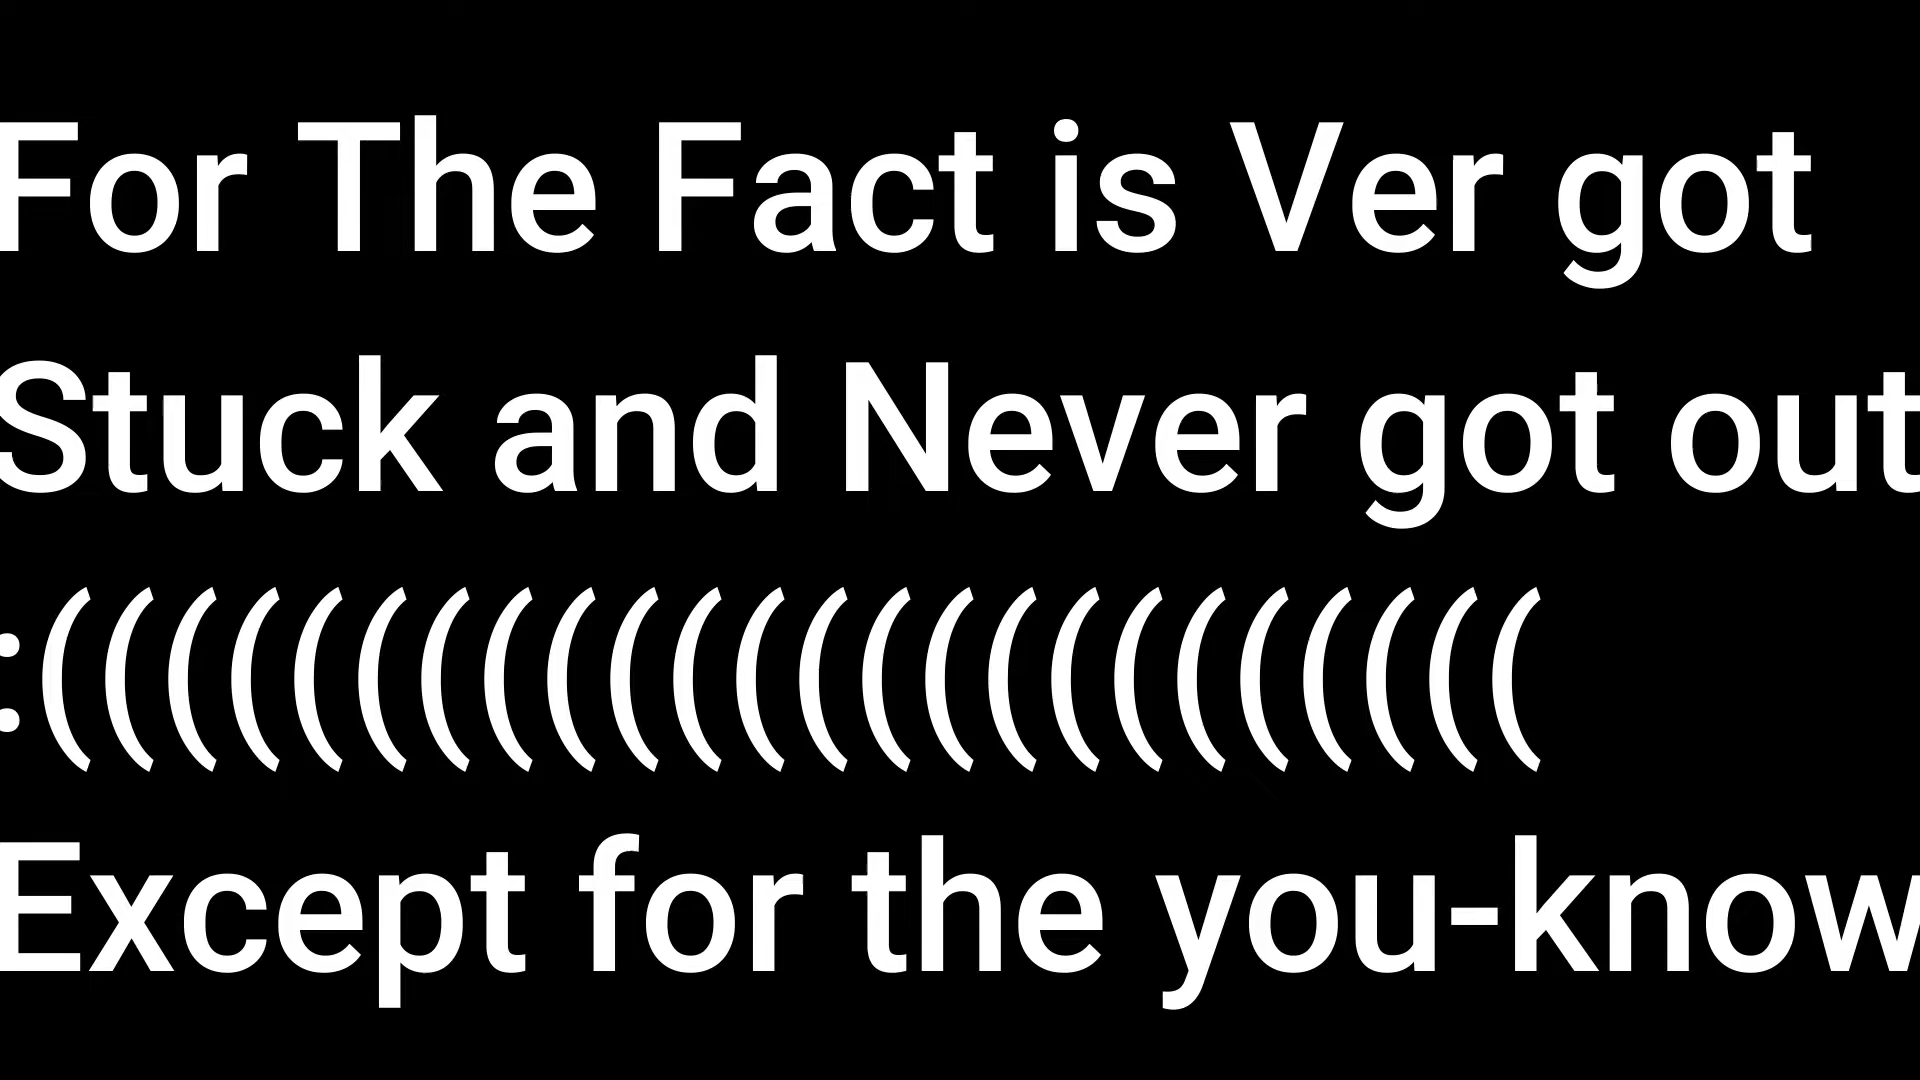 For The Fact is Ver got
Stuck and Never got out
:((((((((((((((((((((((((
Except for the you-know